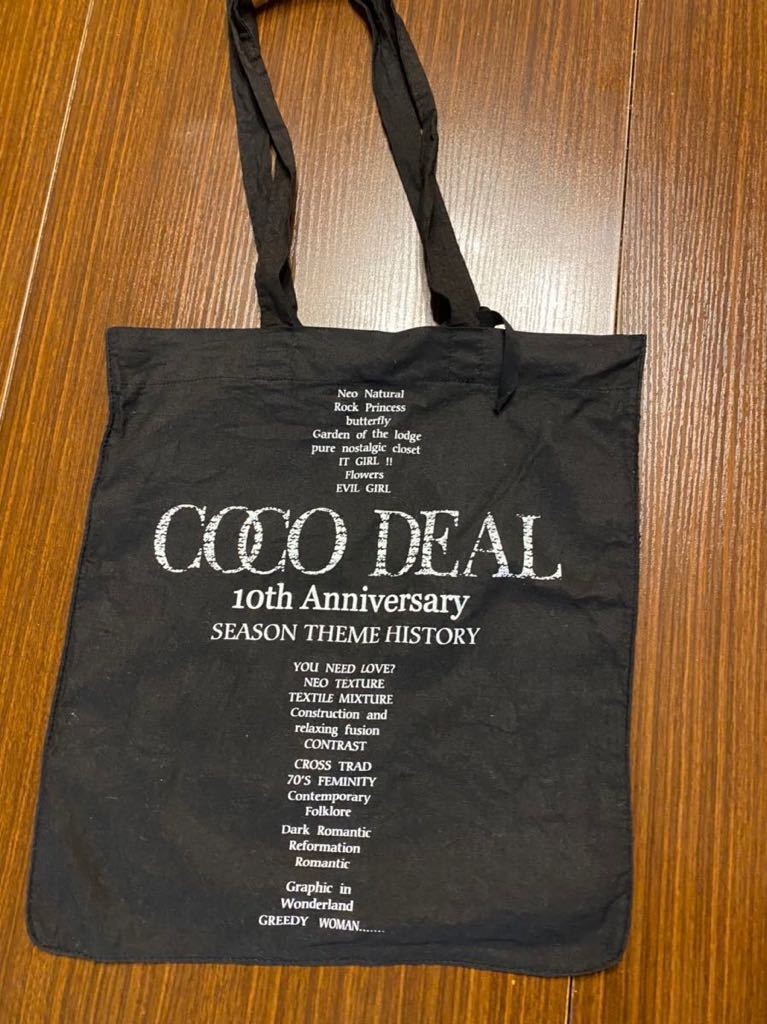 Neo Natural
Rock Princess
butterfly
Garden of the lodge
pure nostalgic closet
IT GIRL !!
Flowers
EVIL GIRL
COCO DEAL
10th Anniversary
SEASON THEME HISTORY
YOU NEED LOVE?
NEO TEXTURE
TEXTILE MIXTURE
Construction and
relaxing fusion
CONTRAST
CROSS TRAD
70'S FEMINITY
Contemporary
Folklore
Dark Romantic
Reformation
Romantic
Graphic in
Wonderland
GREEDY WOMAN.......